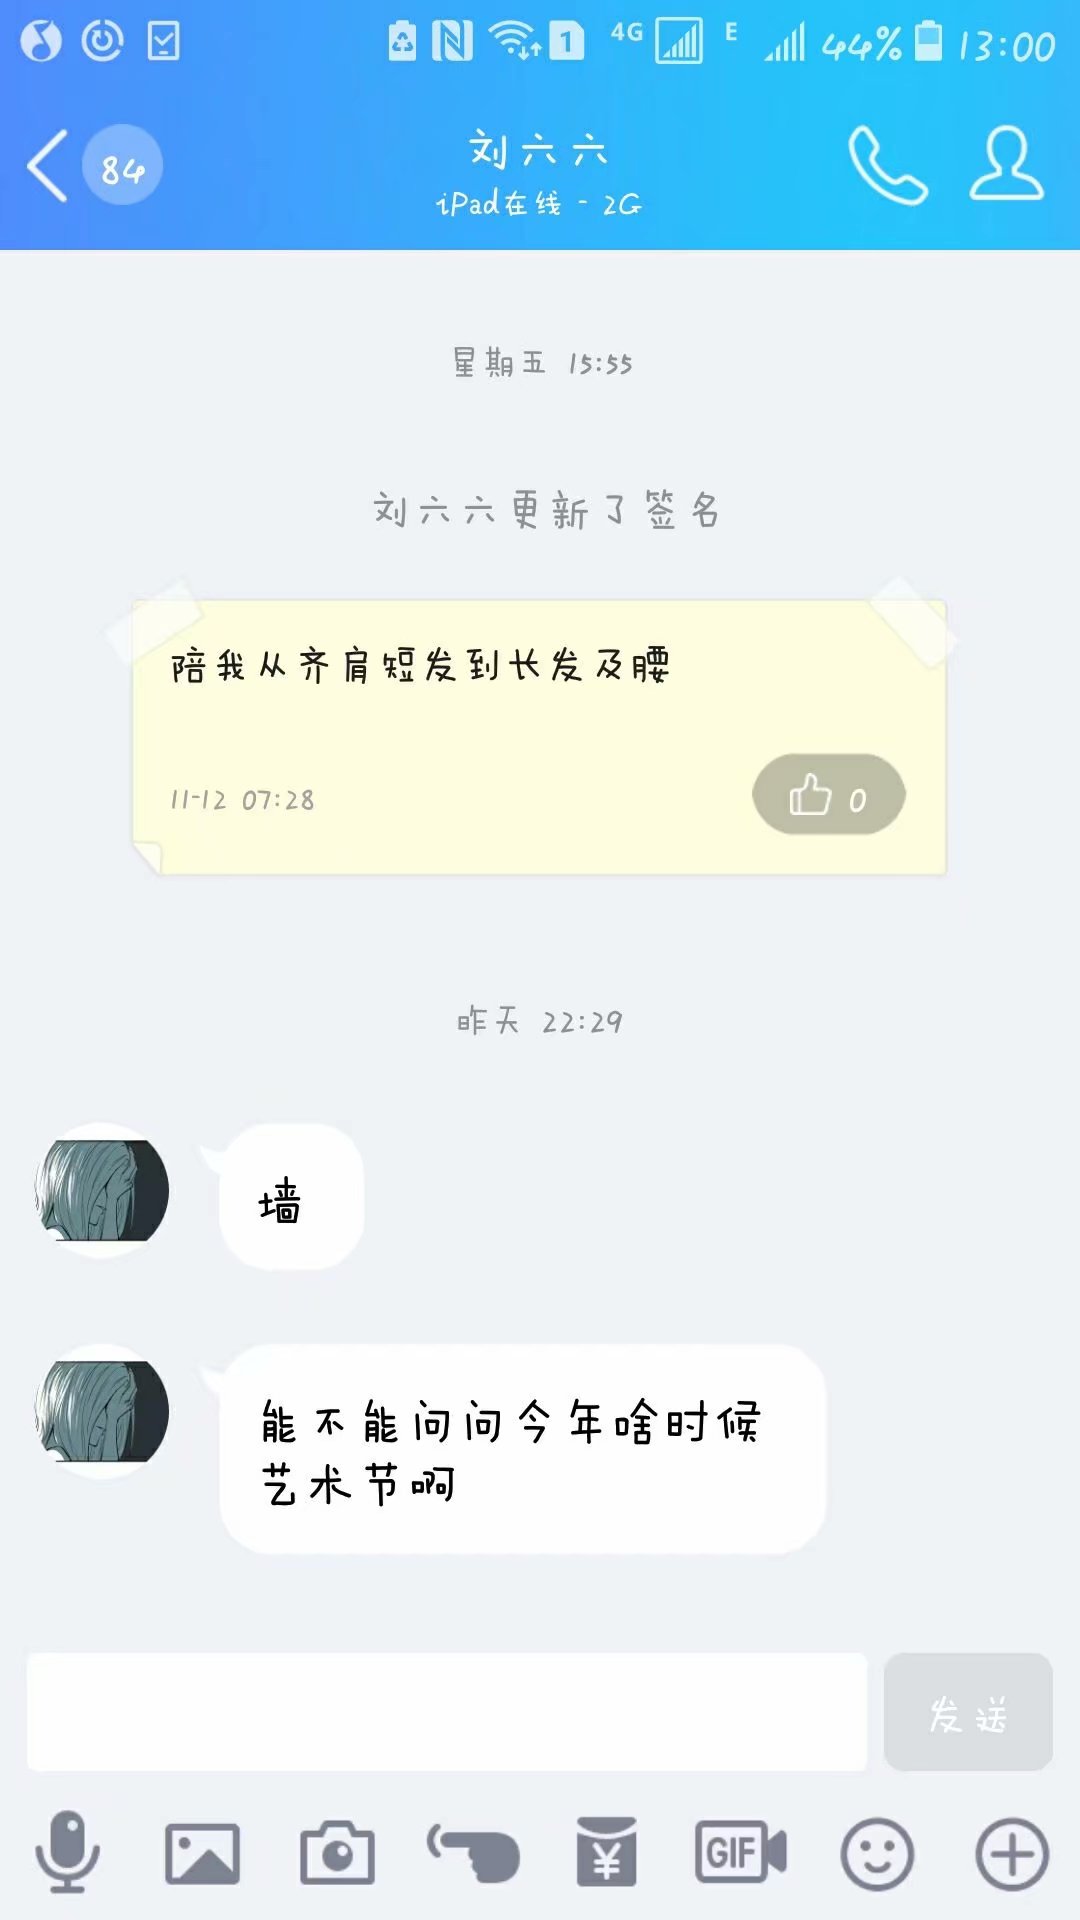 1 4G E 44% 13:00
84 刘六六
iPad在线 - 2G
星期五 15:55
刘六六更新了签名
陪我从齐肩短发到长发及腰
11-12 07:28 0
昨天 22:29
墙
能不能问问今年啥时候
艺术节啊
发送
¥ GIF